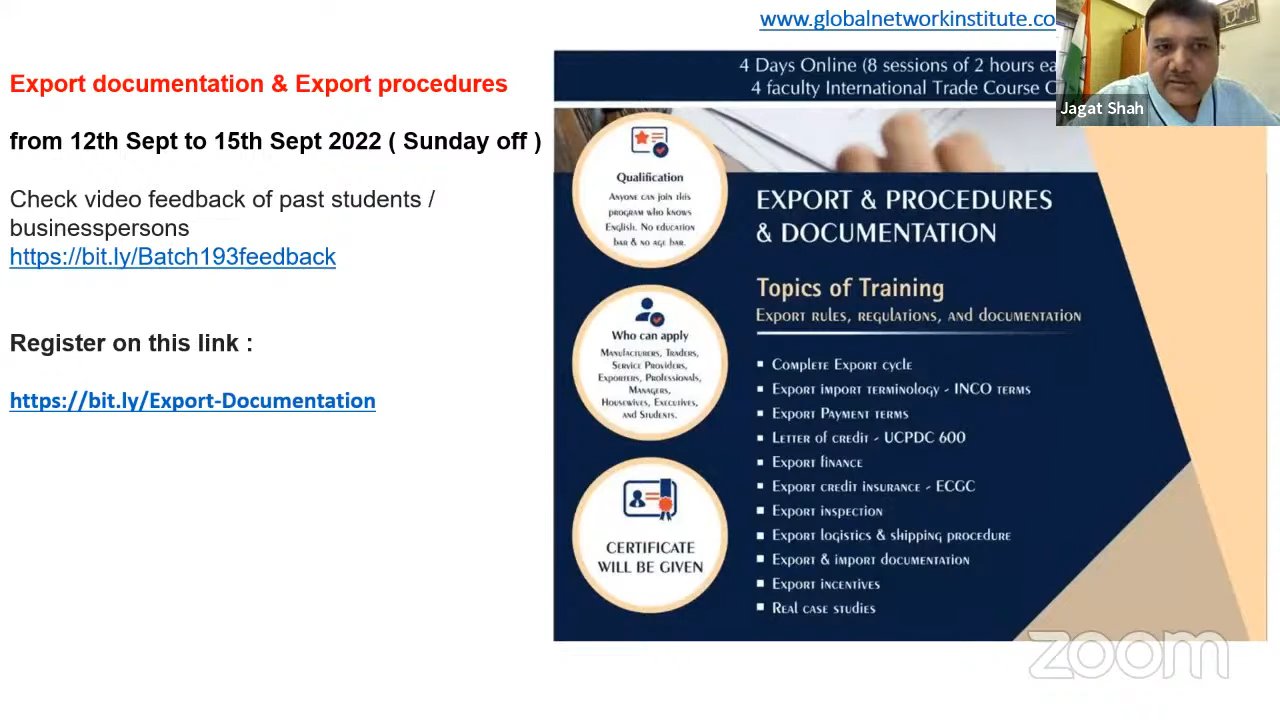 www.globalnetworkinstitute.co
Export documentation & Export procedures
from 12th Sept to 15th Sept 2022 ( Sunday off )
Check video feedback of past students /
businesspersons
https://bit.ly/Batch193feedback
Register on this link :
https://bit.ly/Export-Documentation
4 Days Online (8 sessions of 2 hours ea
4 faculty International Trade Course
Jagat Shah
Qualification
Anyone can join this
program who knows
English. No education
bar & no age bar.
Who can apply
Manufacturers, Traders,
Service Providers,
Exporters, Professionals,
Managers,
Housewives, Executives,
and Students.
CERTIFICATE
WILL BE GIVEN
EXPORT & PROCEDURES
& DOCUMENTATION
Topics of Training
Export rules, regulations, and documentation
▪ Complete Export cycle
▪ Export import terminology - INCO terms
▪ Export Payment terms
▪ Letter of credit - UCPDC 600
▪ Export finance
▪ Export credit insurance - ECGC
▪ Export inspection
▪ Export logistics & shipping procedure
▪ Export & import documentation
▪ Export incentives
▪ Real case studies
zoom